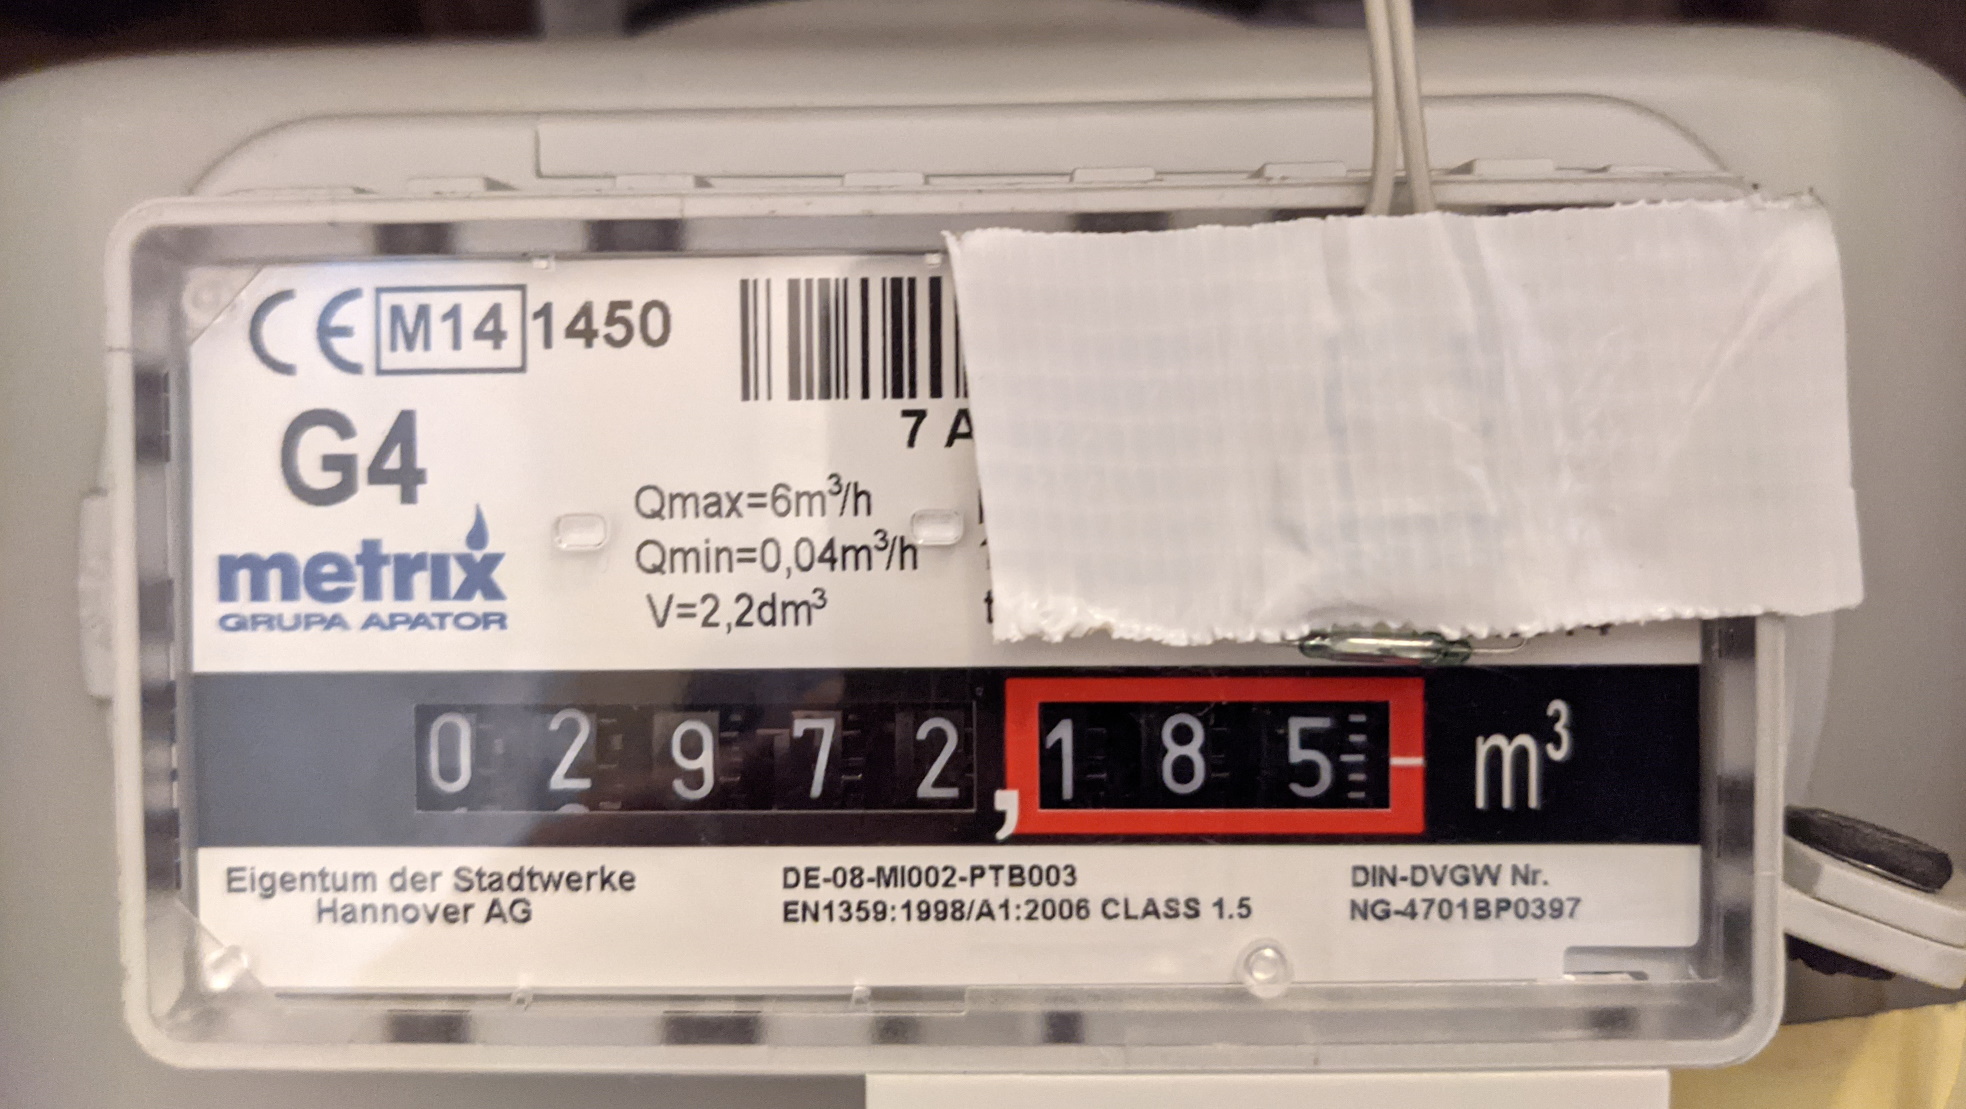 CE M14 1450
G4
metrix
GRUPA APATOR
7 A
Qmax=6m³/h
Qmin=0,04m³/h
V=2,2dm³
t
02972,185 m³
Eigentum der Stadtwerke
Hannover AG
DE-08-MI002-PTB003
EN1359:1998/A1:2006 CLASS 1.5
DIN-DVGW Nr.
NG-4701BP0397